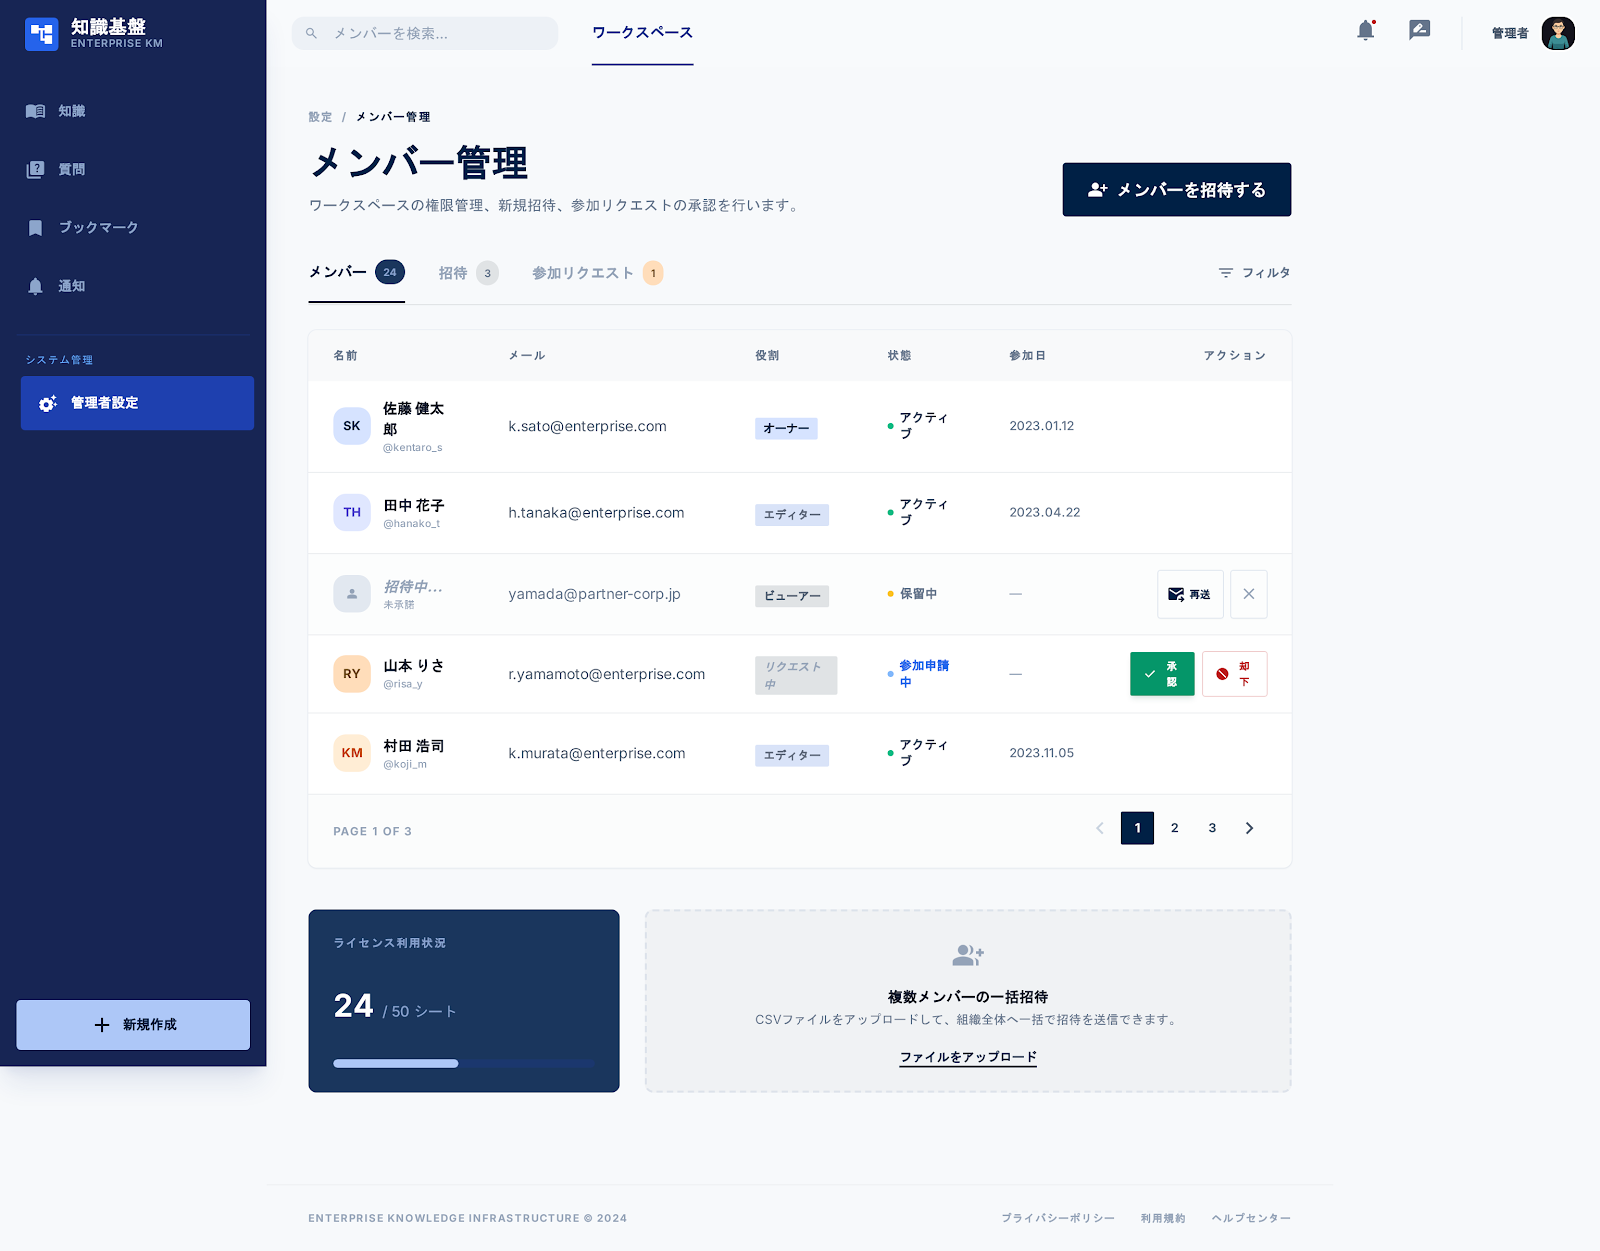 知識基盤
ENTERPRISE KM
メンバーを検索...
ワークスペース
管理者
知識
質問
ブックマーク
通知
システム管理
管理者設定
新規作成
設定 / メンバー管理
メンバー管理
ワークスペースの権限管理、新規招待、参加リクエストの承認を行います。
メンバーを招待する
メンバー 24
招待 3
参加リクエスト 1
フィルタ
名前 メール 役割 状態 参加日 アクション
SK
佐藤 健太
郎
@kentaro_s
k.sato@enterprise.com
オーナー
アクティ
ブ
2023.01.12
TH
田中 花子
@hanako_t
h.tanaka@enterprise.com
エディター
アクティ
ブ
2023.04.22
招待中...
未承諾
yamada@partner-corp.jp
ビューアー
保留中
—
再送
RY
山本 りさ
@risa_y
r.yamamoto@enterprise.com
リクエスト
中
参加申請
中
—
承
認
却
下
KM
村田 浩司
@koji_m
k.murata@enterprise.com
エディター
アクティ
ブ
2023.11.05
PAGE 1 OF 3
1 2 3
ライセンス利用状況
24 / 50 シート
複数メンバーの一括招待
CSVファイルをアップロードして、組織全体へ一括で招待を送信できます。
ファイルをアップロード
ENTERPRISE KNOWLEDGE INFRASTRUCTURE © 2024
プライバシーポリシー 利用規約 ヘルプセンター